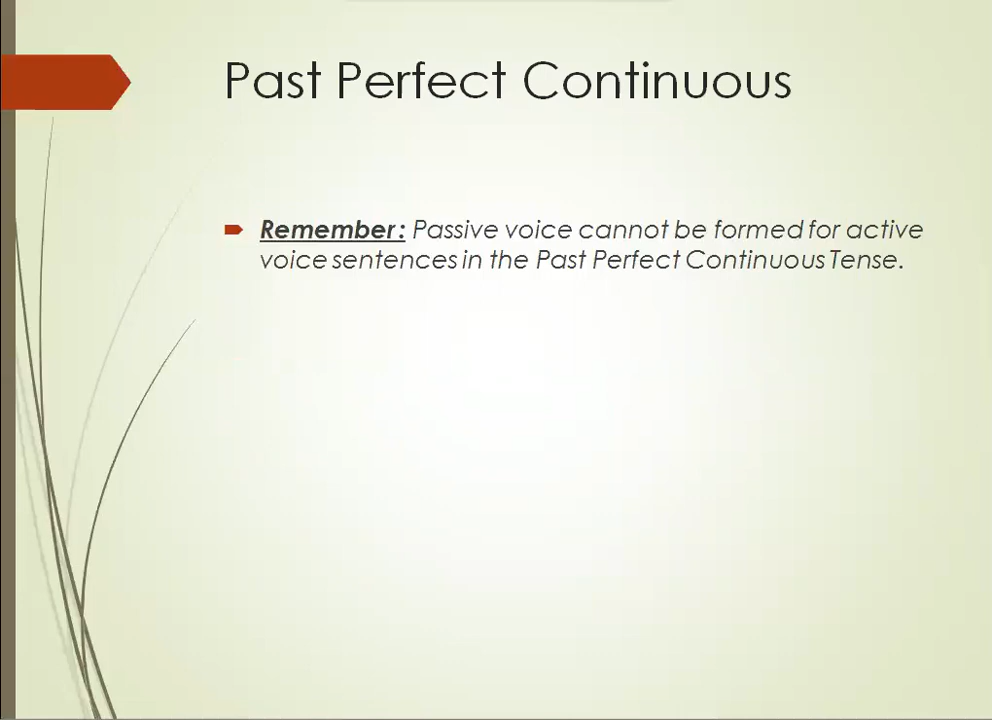 Past Perfect Continuous
Remember: Passive voice cannot be formed for active
voice sentences in the Past Perfect Continuous Tense.